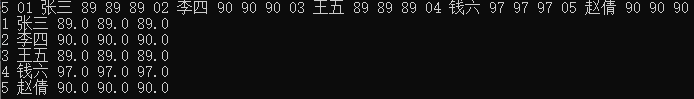 5 01 张三 89 89 89 02 李四 90 90 90 03 王五 89 89 89 04 钱六 97 97 97 05 赵倩 90 90 90
1 张三 89.0 89.0 89.0
2 李四 90.0 90.0 90.0
3 王五 89.0 89.0 89.0
4 钱六 97.0 97.0 97.0
5 赵倩 90.0 90.0 90.0